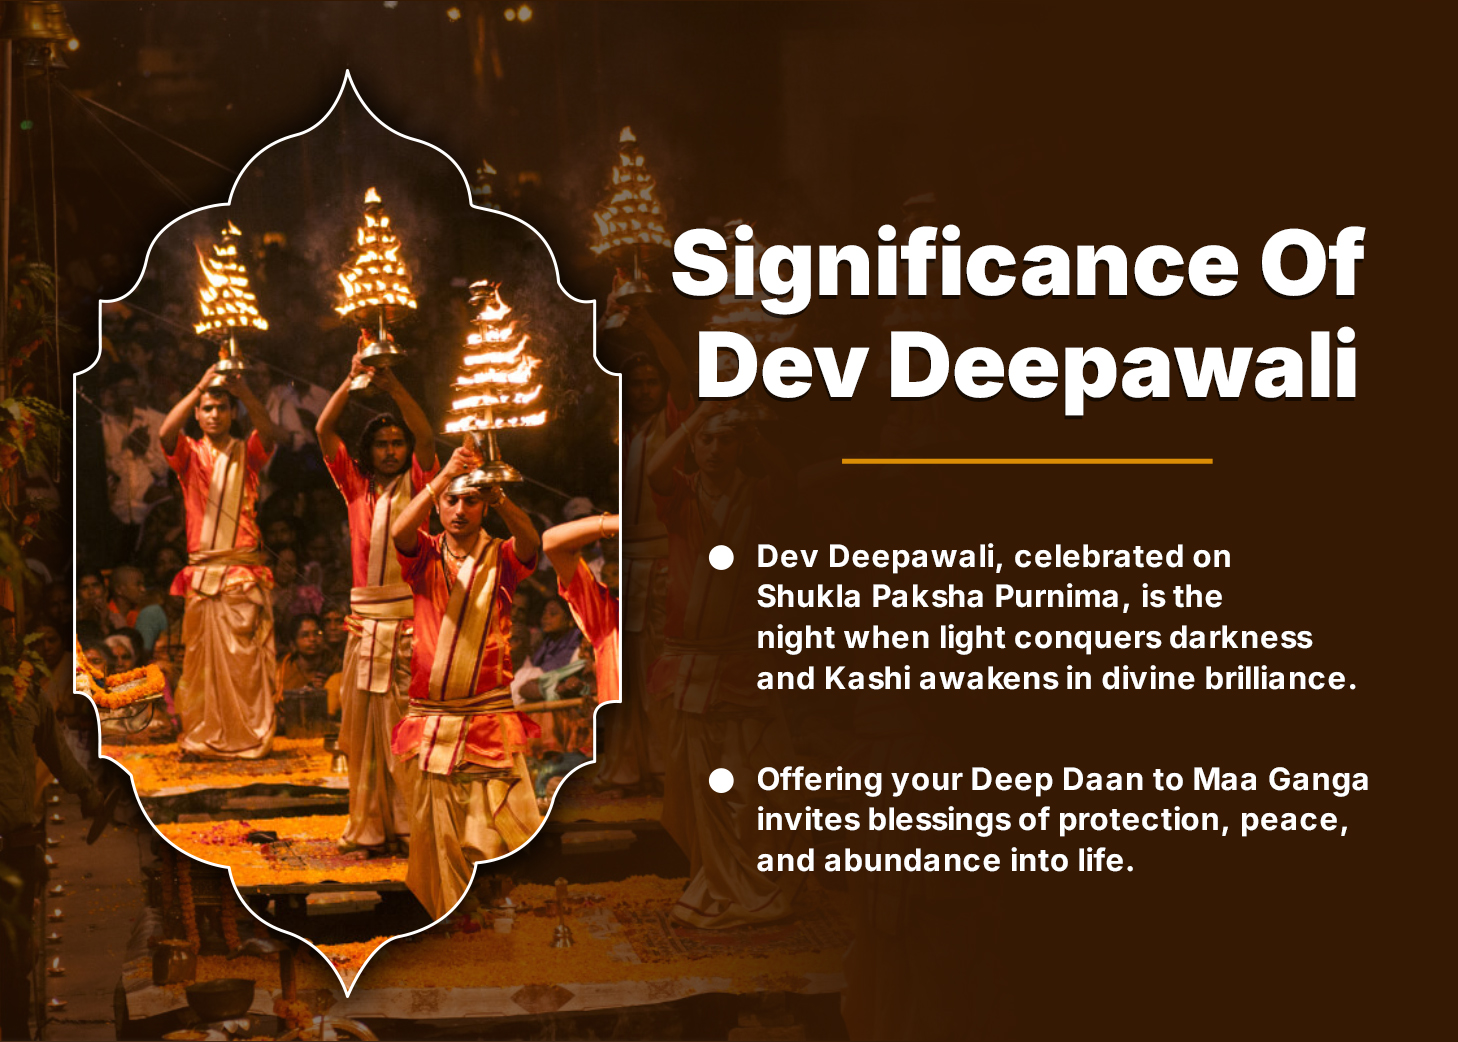 Significance Of
Dev Deepawali
Dev Deepawali, celebrated on
Shukla Paksha Purnima, is the
night when light conquers darkness
and Kashi awakens in divine brilliance.
Offering your Deep Daan to Maa Ganga
invites blessings of protection, peace,
and abundance into life.